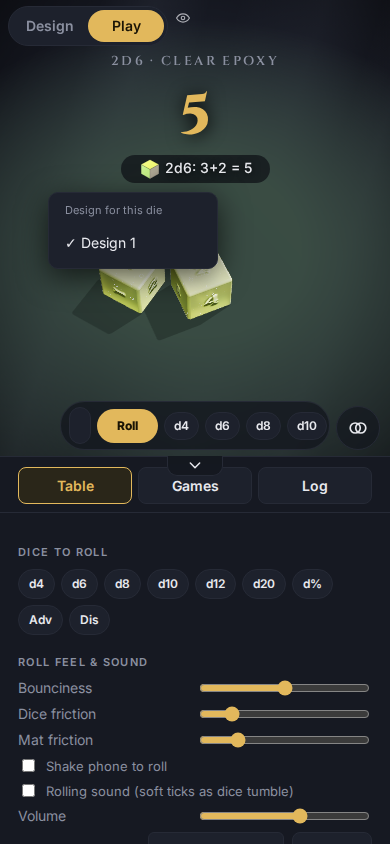 Design
Play
2D6 · CLEAR EPOXY
5
2d6: 3+2 = 5
Design for this die
✓ Design 1
Roll
d4
d6
d8
d10
Table
Games
Log
DICE TO ROLL
d4
d6
d8
d10
d12
d20
d%
Adv
Dis
ROLL FEEL & SOUND
Bounciness
Dice friction
Mat friction
Shake phone to roll
Rolling sound (soft ticks as dice tumble)
Volume